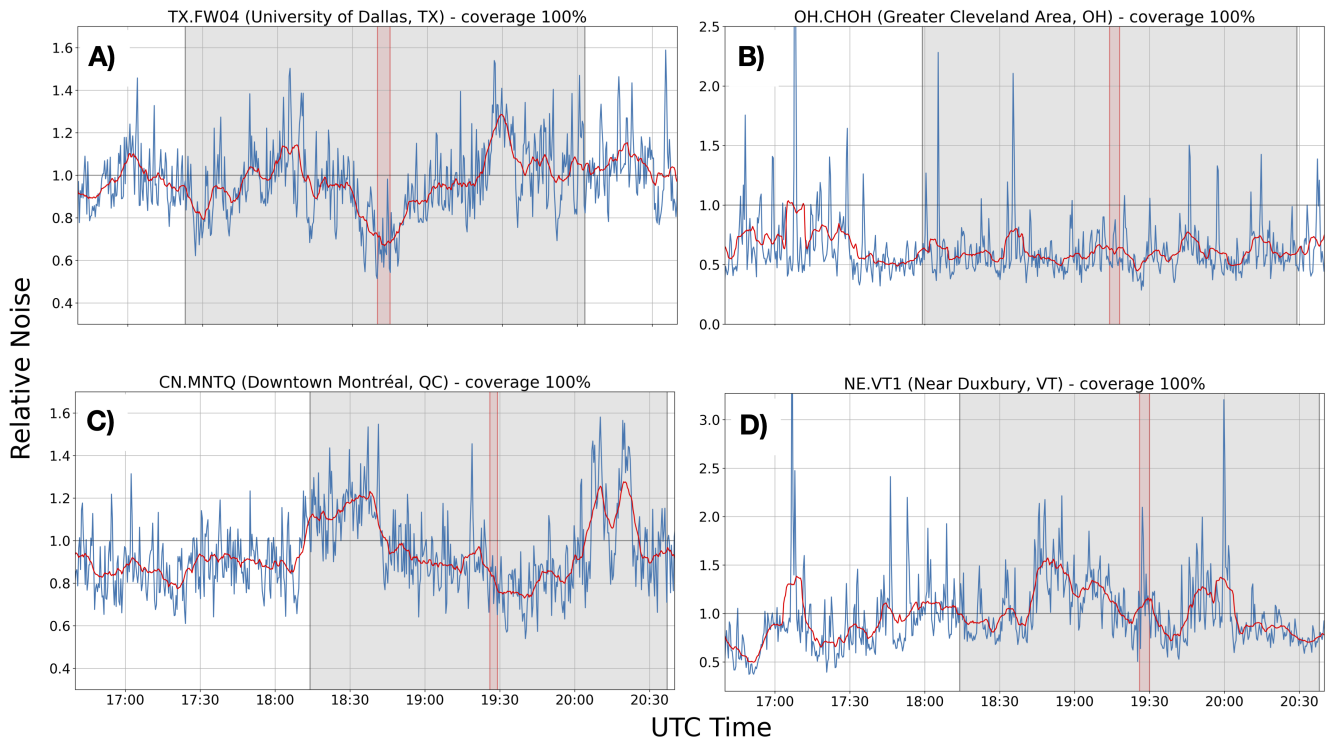 TX.FW04 (University of Dallas, TX) - coverage 100%
A)
1.6
1.4
1.2
1.0
0.8
0.6
0.4
OH.CHOH (Greater Cleveland Area, OH) - coverage 100%
B)
2.5
2.0
1.5
1.0
0.5
0.0
Relative Noise
CN.MNTQ (Downtown Montréal, QC) - coverage 100%
C)
1.6
1.4
1.2
1.0
0.8
0.6
0.4
17:00 17:30 18:00 18:30 19:00 19:30 20:00 20:30
NE.VT1 (Near Duxbury, VT) - coverage 100%
D)
3.0
2.5
2.0
1.5
1.0
0.5
17:00 17:30 18:00 18:30 19:00 19:30 20:00 20:30
UTC Time